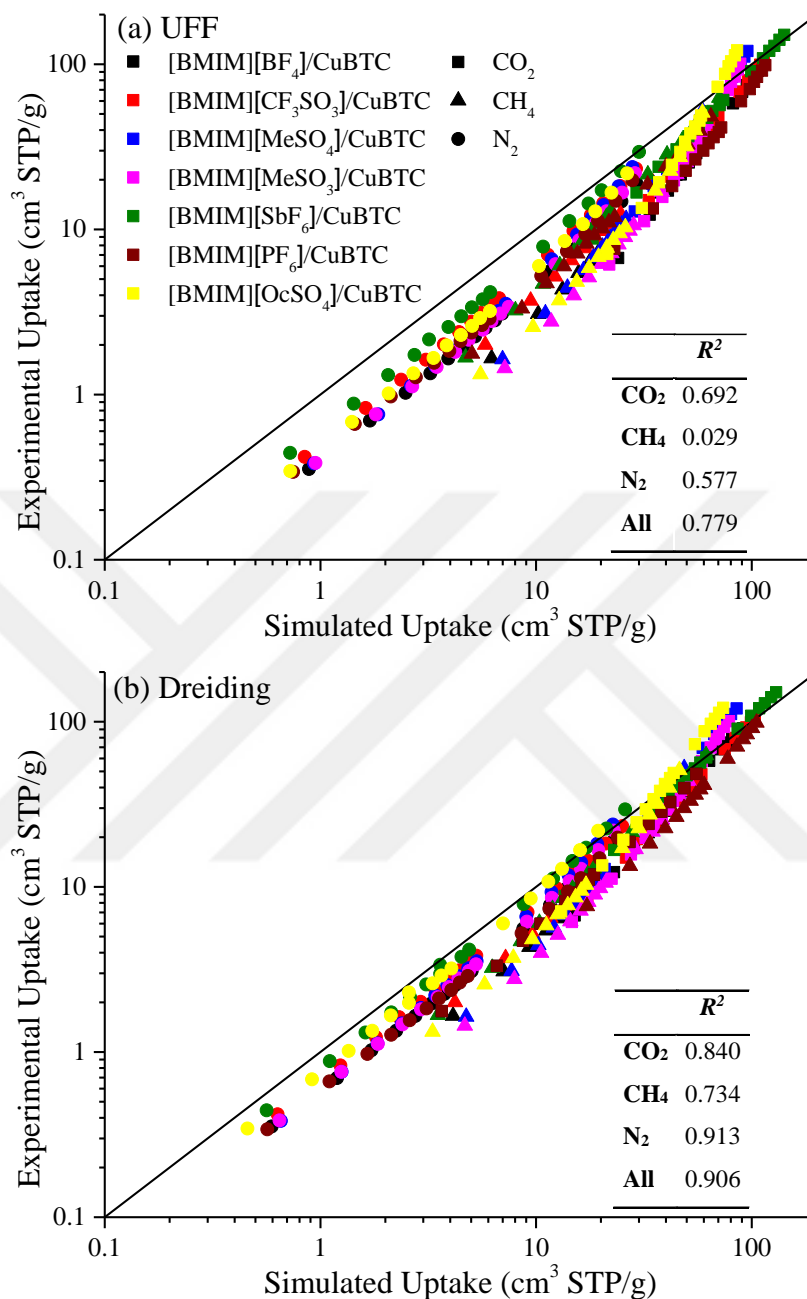 (a) UFF
[BMIM][BF4]/CuBTC
[BMIM][CF3SO3]/CuBTC
[BMIM][MeSO4]/CuBTC
[BMIM][MeSO3]/CuBTC
[BMIM][SbF6]/CuBTC
[BMIM][PF6]/CuBTC
[BMIM][OcSO4]/CuBTC
CO2
CH4
N2
R²
CO2 0.692
CH4 0.029
N2 0.577
All 0.779
100
10
1
0.1
Experimental Uptake (cm³ STP/g)
0.1 1 10 100
Simulated Uptake (cm³ STP/g)
(b) Dreiding
R²
CO2 0.840
CH4 0.734
N2 0.913
All 0.906
100
10
1
0.1
Experimental Uptake (cm³ STP/g)
0.1 1 10 100
Simulated Uptake (cm³ STP/g)